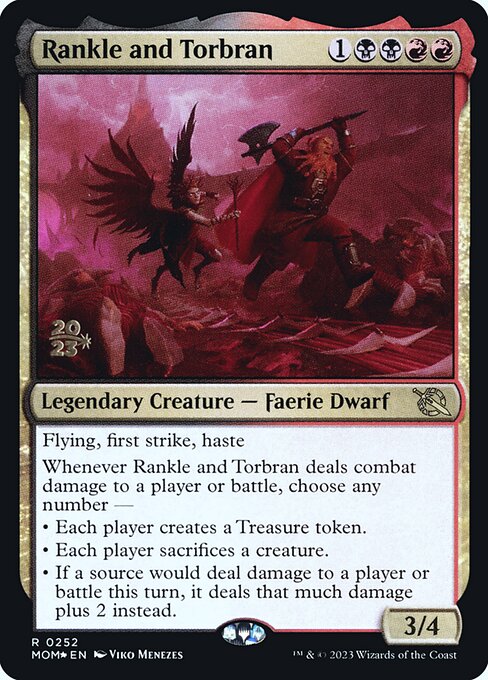 Rankle and Torbran 1
20
23*
Legendary Creature — Faerie Dwarf
Flying, first strike, haste
Whenever Rankle and Torbran deals combat
damage to a player or battle, choose any
number —
• Each player creates a Treasure token.
• Each player sacrifices a creature.
• If a source would deal damage to a player or
battle this turn, it deals that much damage
plus 2 instead.
3/4
R 0252
MOM★EN Viko Menezes
™ & © 2023 Wizards of the Coast